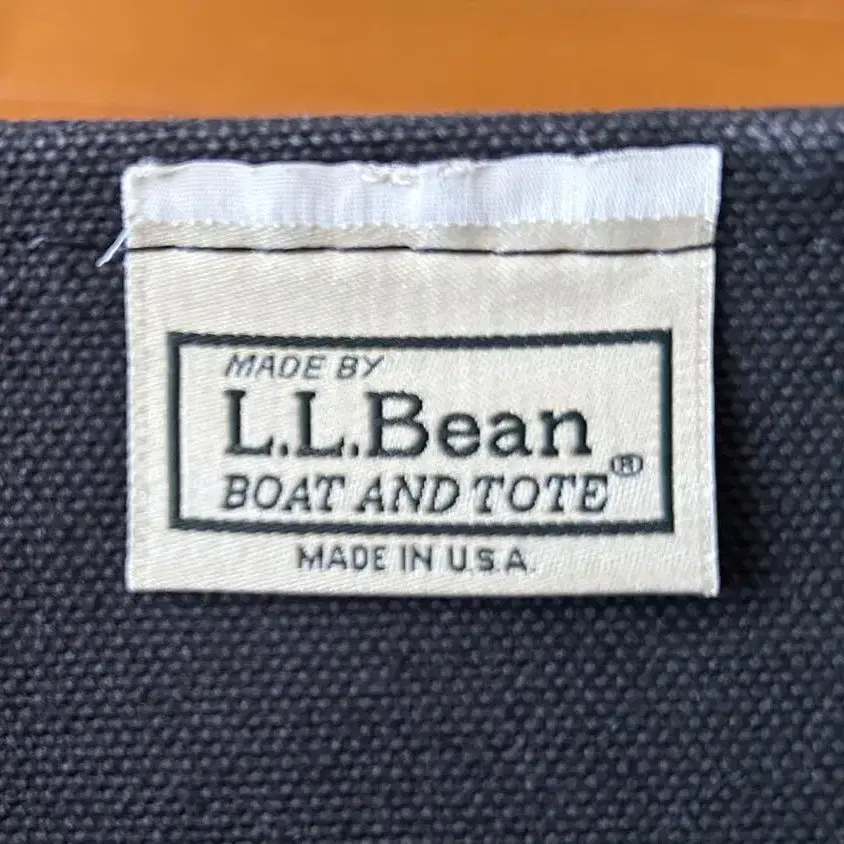 MADE BY
L.L.Bean
BOAT AND TOTE®
MADE IN U.S.A.